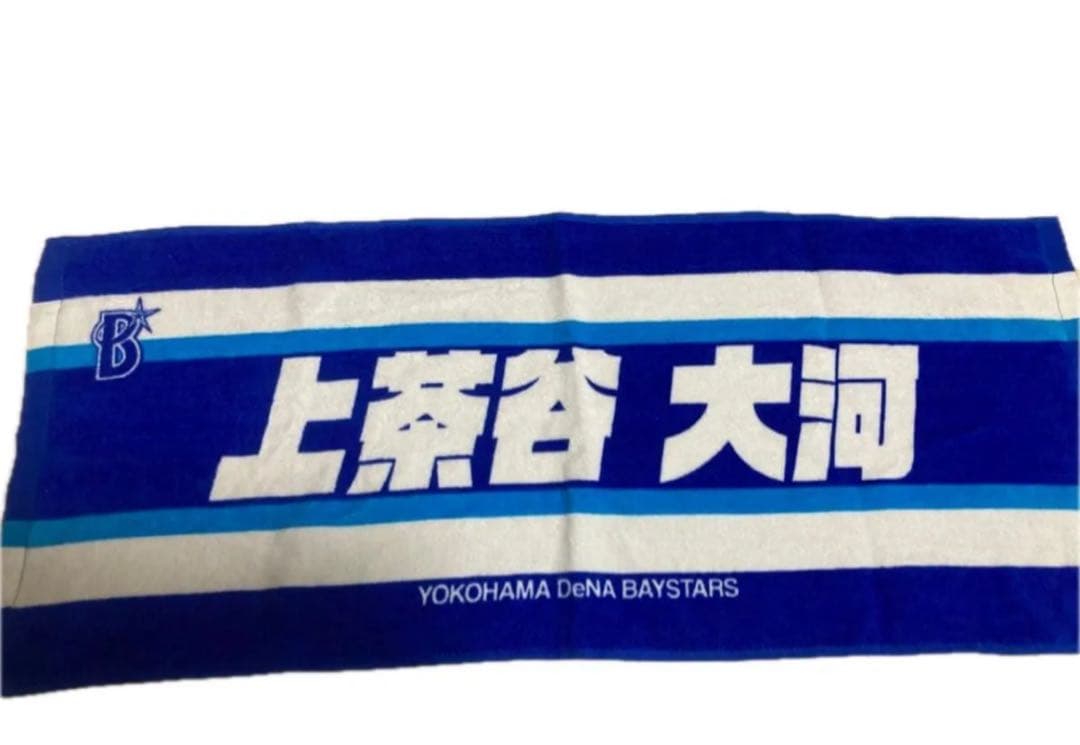 B
上茶谷 大河
YOKOHAMA DeNA BAYSTARS